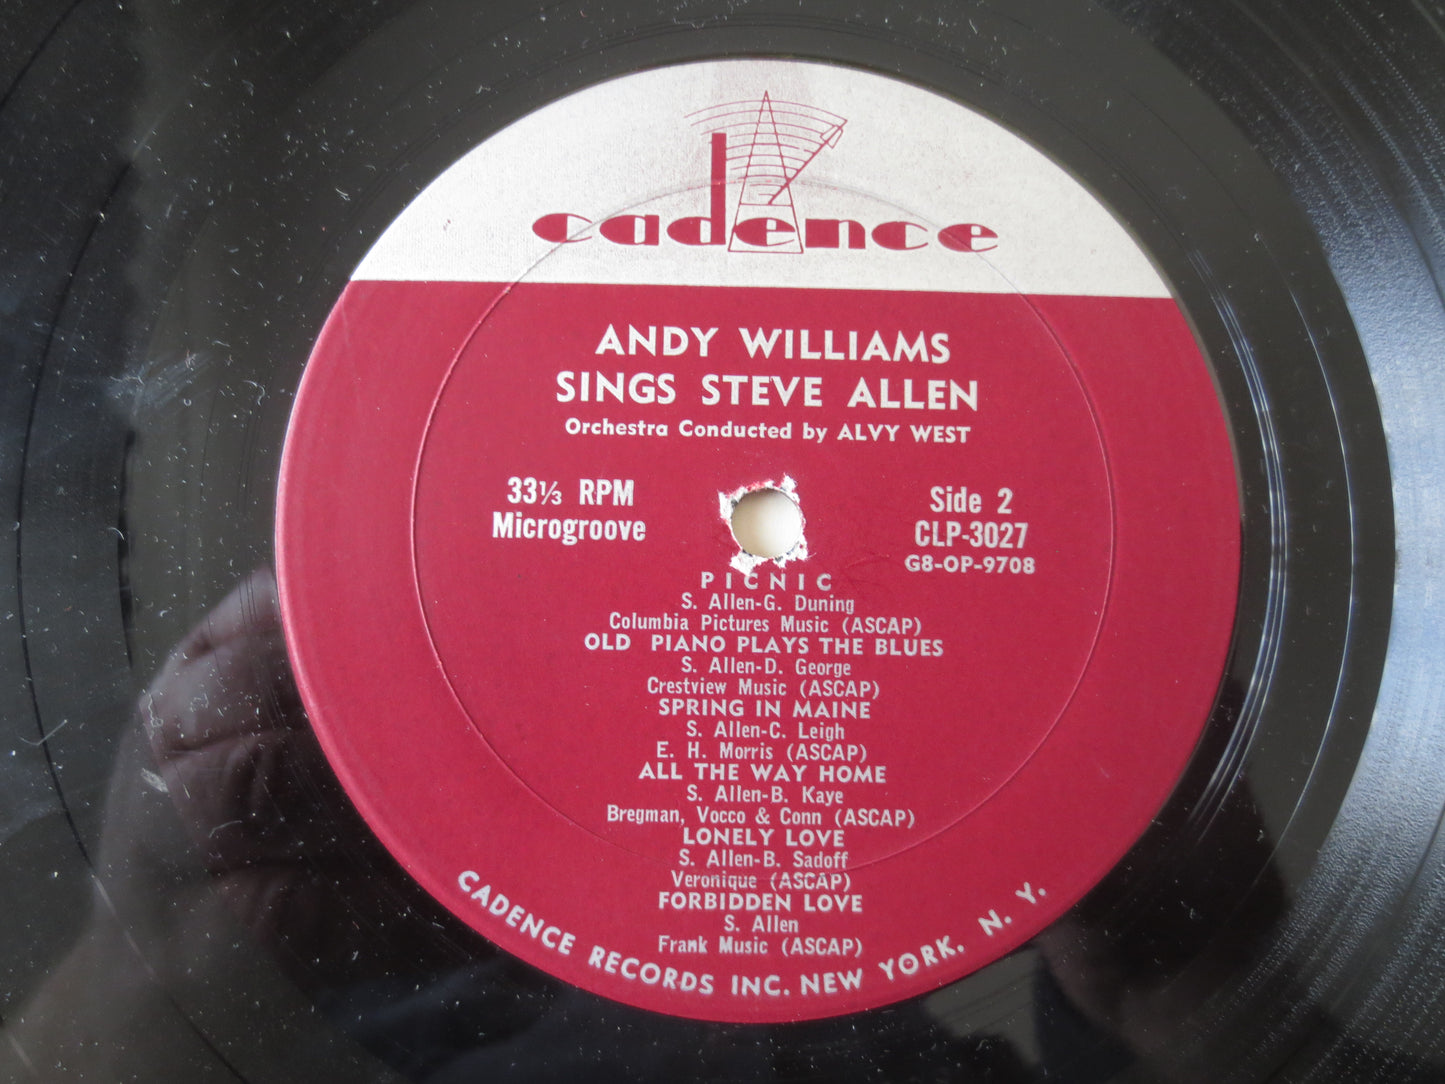 cadence
ANDY WILLIAMS
SINGS STEVE ALLEN
Orchestra Conducted by ALVY WEST
33⅓ RPM
Microgroove
Side 2
CLP-3027
G8-OP-9708
PICNIC
S. Allen-G. Duning
Columbia Pictures Music (ASCAP)
OLD PIANO PLAYS THE BLUES
S. Allen-D. George
Crestview Music (ASCAP)
SPRING IN MAINE
S. Allen-C. Leigh
E. H. Morris (ASCAP)
ALL THE WAY HOME
S. Allen-B. Kaye
Bregman, Vocco & Conn (ASCAP)
LONELY LOVE
S. Allen-B. Sadoff
Veronique (ASCAP)
FORBIDDEN LOVE
S. Allen
Frank Music (ASCAP)
CADENCE RECORDS INC. NEW YORK. N. Y.